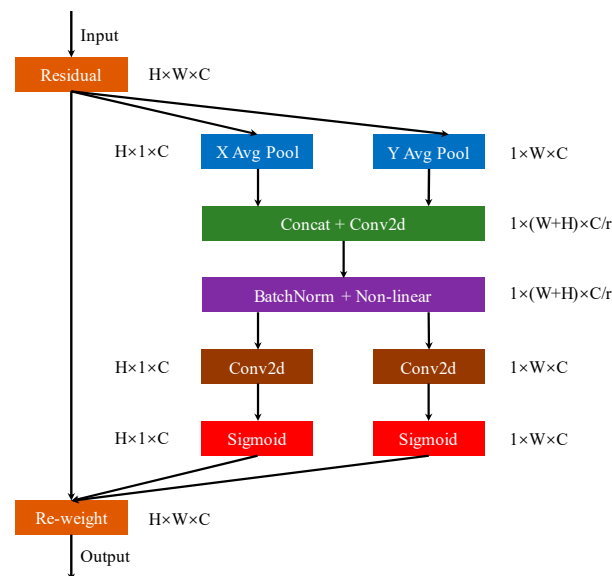 Input
Residual
H×W×C
H×1×C
X Avg Pool
Y Avg Pool
1×W×C
Concat + Conv2d
1×(W+H)×C/r
BatchNorm + Non-linear
1×(W+H)×C/r
H×1×C
Conv2d
Conv2d
1×W×C
H×1×C
Sigmoid
Sigmoid
1×W×C
Re-weight
H×W×C
Output